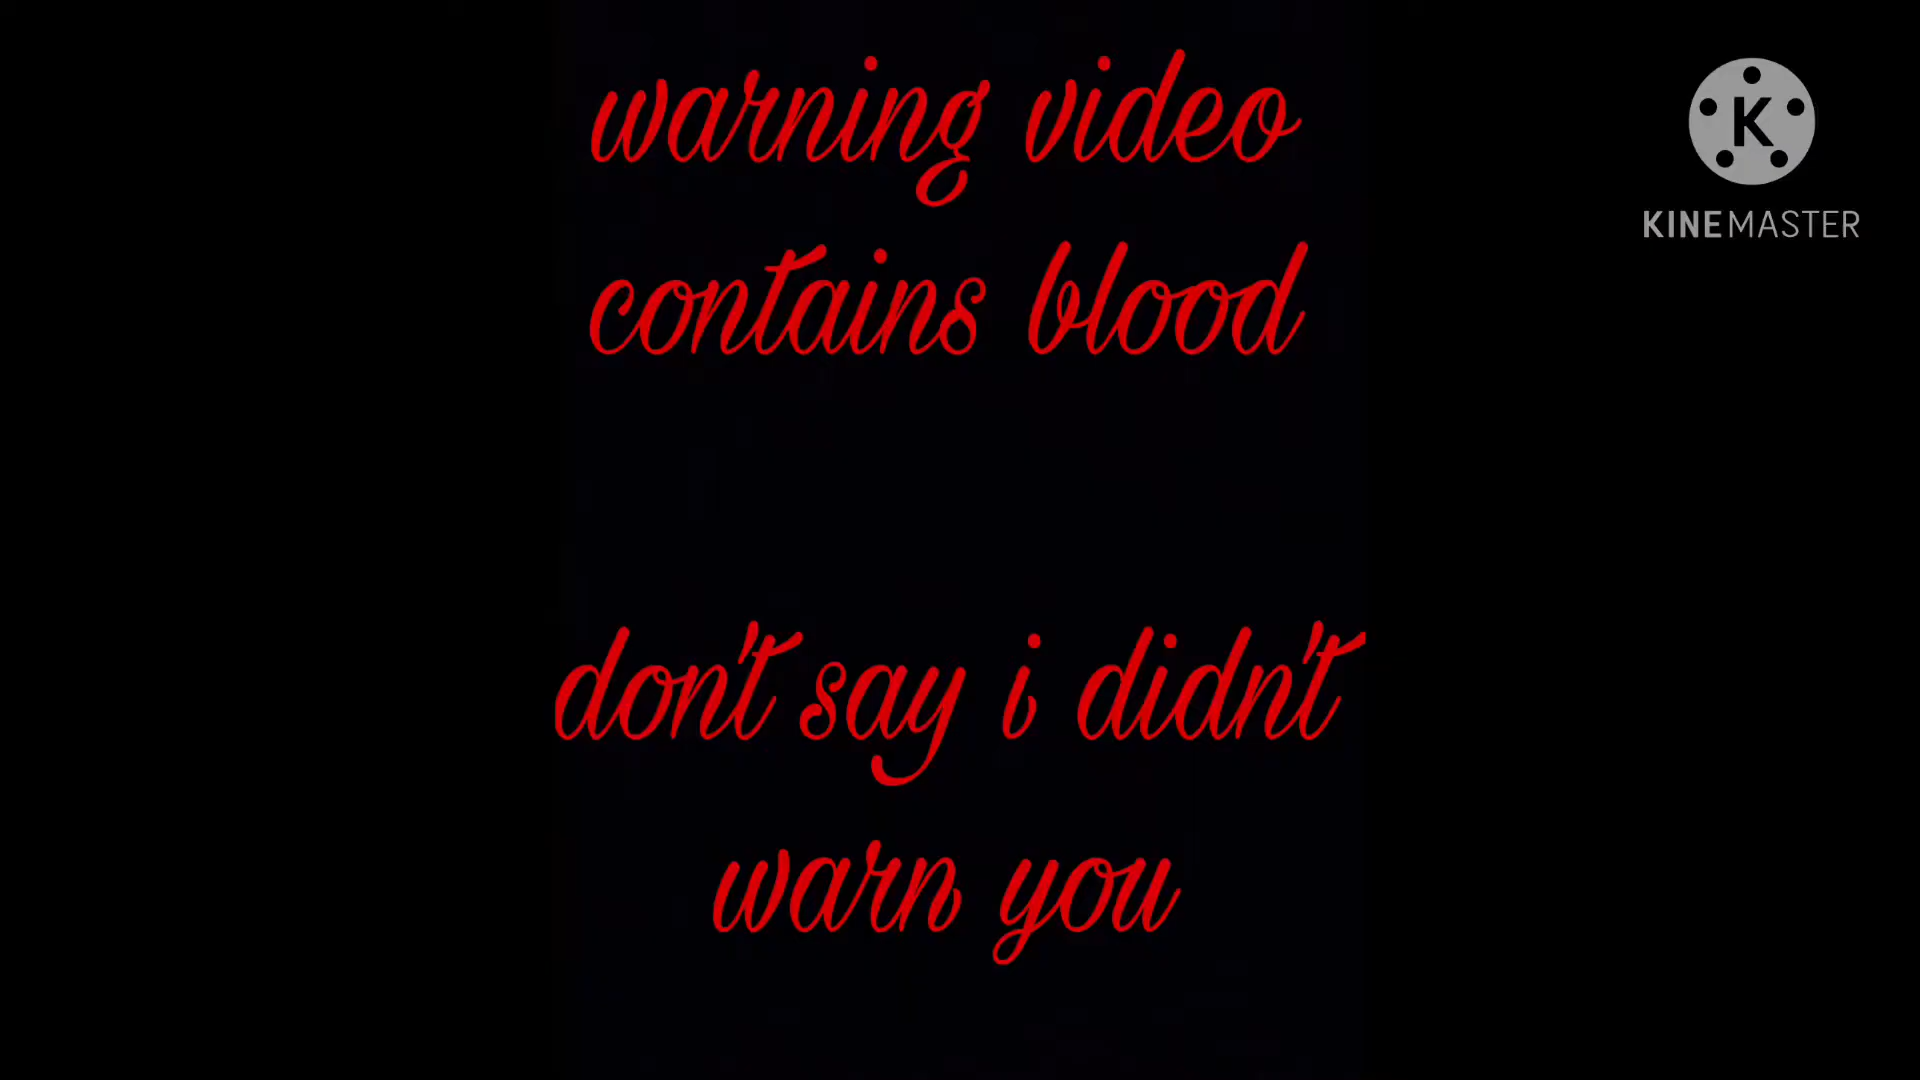 warning video
contains blood
don't say i didn't
warn you
K
KINEMASTER